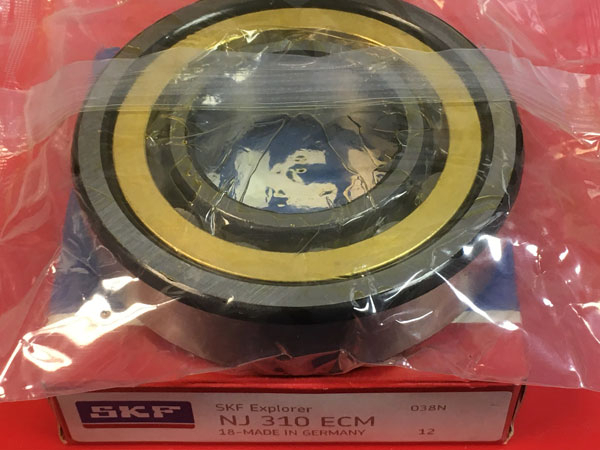 SKF
SKF Explorer 038N
NJ 310 ECM
18-MADE IN GERMANY 12